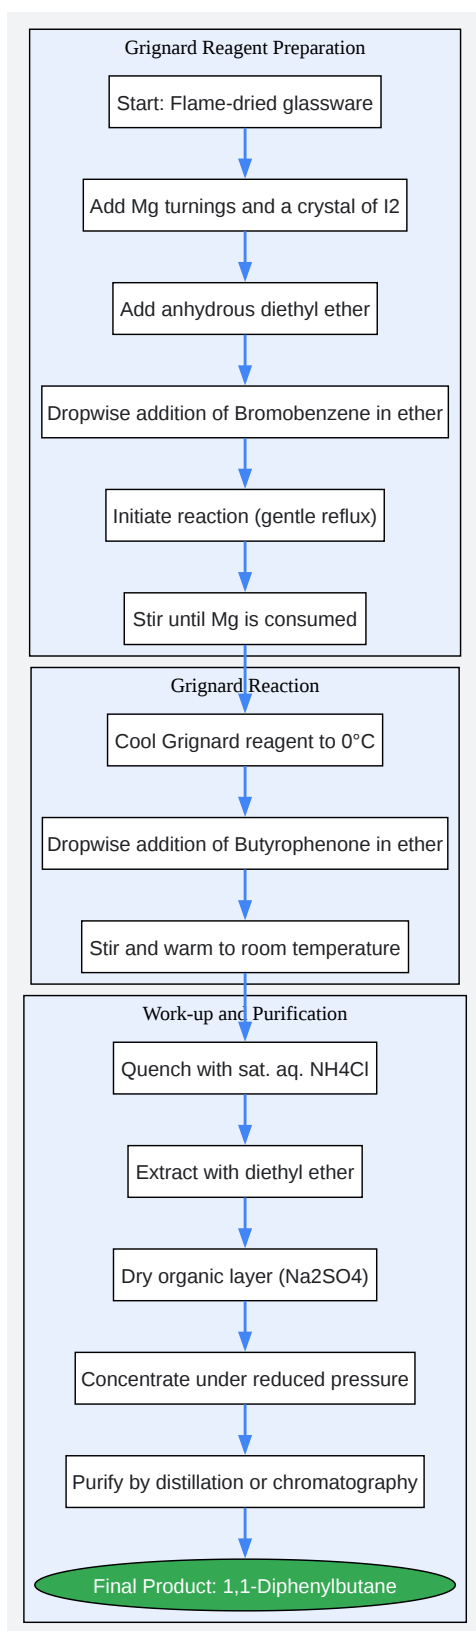 Grignard Reagent Preparation
Start: Flame-dried glassware
Add Mg turnings and a crystal of I2
Add anhydrous diethyl ether
Dropwise addition of Bromobenzene in ether
Initiate reaction (gentle reflux)
Stir until Mg is consumed
Grignard Reaction
Cool Grignard reagent to 0°C
Dropwise addition of Butyrophenone in ether
Stir and warm to room temperature
Work-up and Purification
Quench with sat. aq. NH4Cl
Extract with diethyl ether
Dry organic layer (Na2SO4)
Concentrate under reduced pressure
Purify by distillation or chromatography
Final Product: 1,1-Diphenylbutane